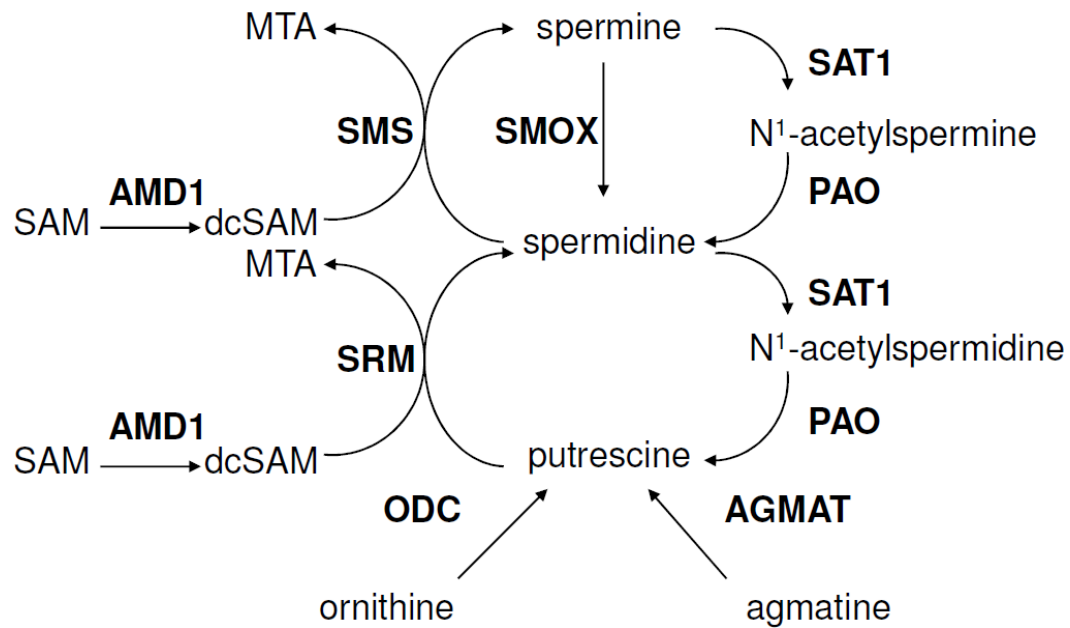 MTA
spermine
SAT1
SMS
SMOX
N¹-acetylspermine
AMD1
PAO
SAM
dcSAM
spermidine
MTA
SAT1
SRM
N¹-acetylspermidine
AMD1
PAO
SAM
dcSAM
putrescine
ODC
AGMAT
ornithine
agmatine